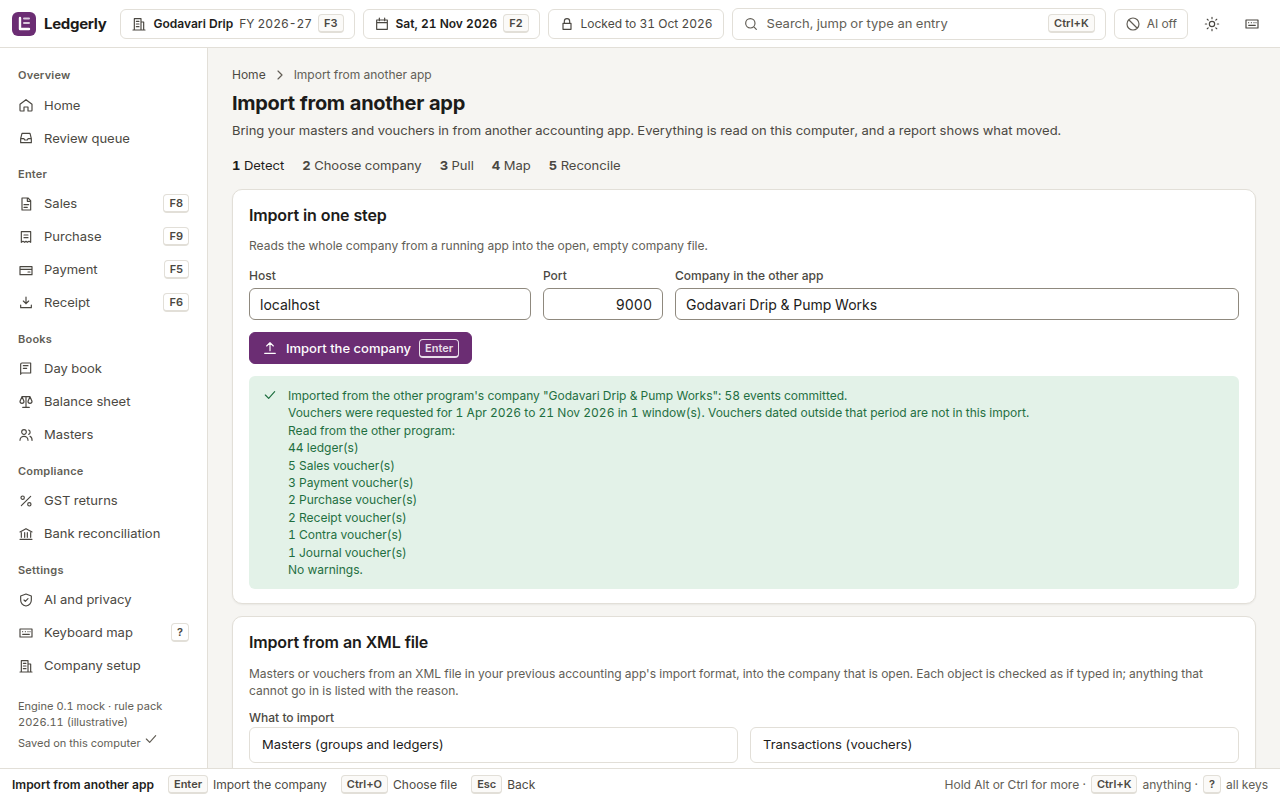 Ledgerly
Godavari Drip FY 2026-27 F3
Sat, 21 Nov 2026 F2
Locked to 31 Oct 2026
Search, jump or type an entry Ctrl+K
AI off
Overview
Home
Review queue
Enter
Sales F8
Purchase F9
Payment F5
Receipt F6
Books
Day book
Balance sheet
Masters
Compliance
GST returns
Bank reconciliation
Settings
AI and privacy
Keyboard map ?
Company setup
Engine 0.1 mock · rule pack
2026.11 (illustrative)
Saved on this computer
Home > Import from another app
Import from another app
Bring your masters and vouchers in from another accounting app. Everything is read on this computer, and a report shows what moved.
1 Detect 2 Choose company 3 Pull 4 Map 5 Reconcile
Import in one step
Reads the whole company from a running app into the open, empty company file.
Host Port Company in the other app
localhost 9000 Godavari Drip & Pump Works
Import the company Enter
Imported from the other program's company "Godavari Drip & Pump Works": 58 events committed.
Vouchers were requested for 1 Apr 2026 to 21 Nov 2026 in 1 window(s). Vouchers dated outside that period are not in this import.
Read from the other program:
44 ledger(s)
5 Sales voucher(s)
3 Payment voucher(s)
2 Purchase voucher(s)
2 Receipt voucher(s)
1 Contra voucher(s)
1 Journal voucher(s)
No warnings.
Import from an XML file
Masters or vouchers from an XML file in your previous accounting app's import format, into the company that is open. Each object is checked as if typed in; anything that
cannot go in is listed with the reason.
What to import
Masters (groups and ledgers) Transactions (vouchers)
Import from another app Enter Import the company Ctrl+O Choose file Esc Back
Hold Alt or Ctrl for more · Ctrl+K anything · ? all keys